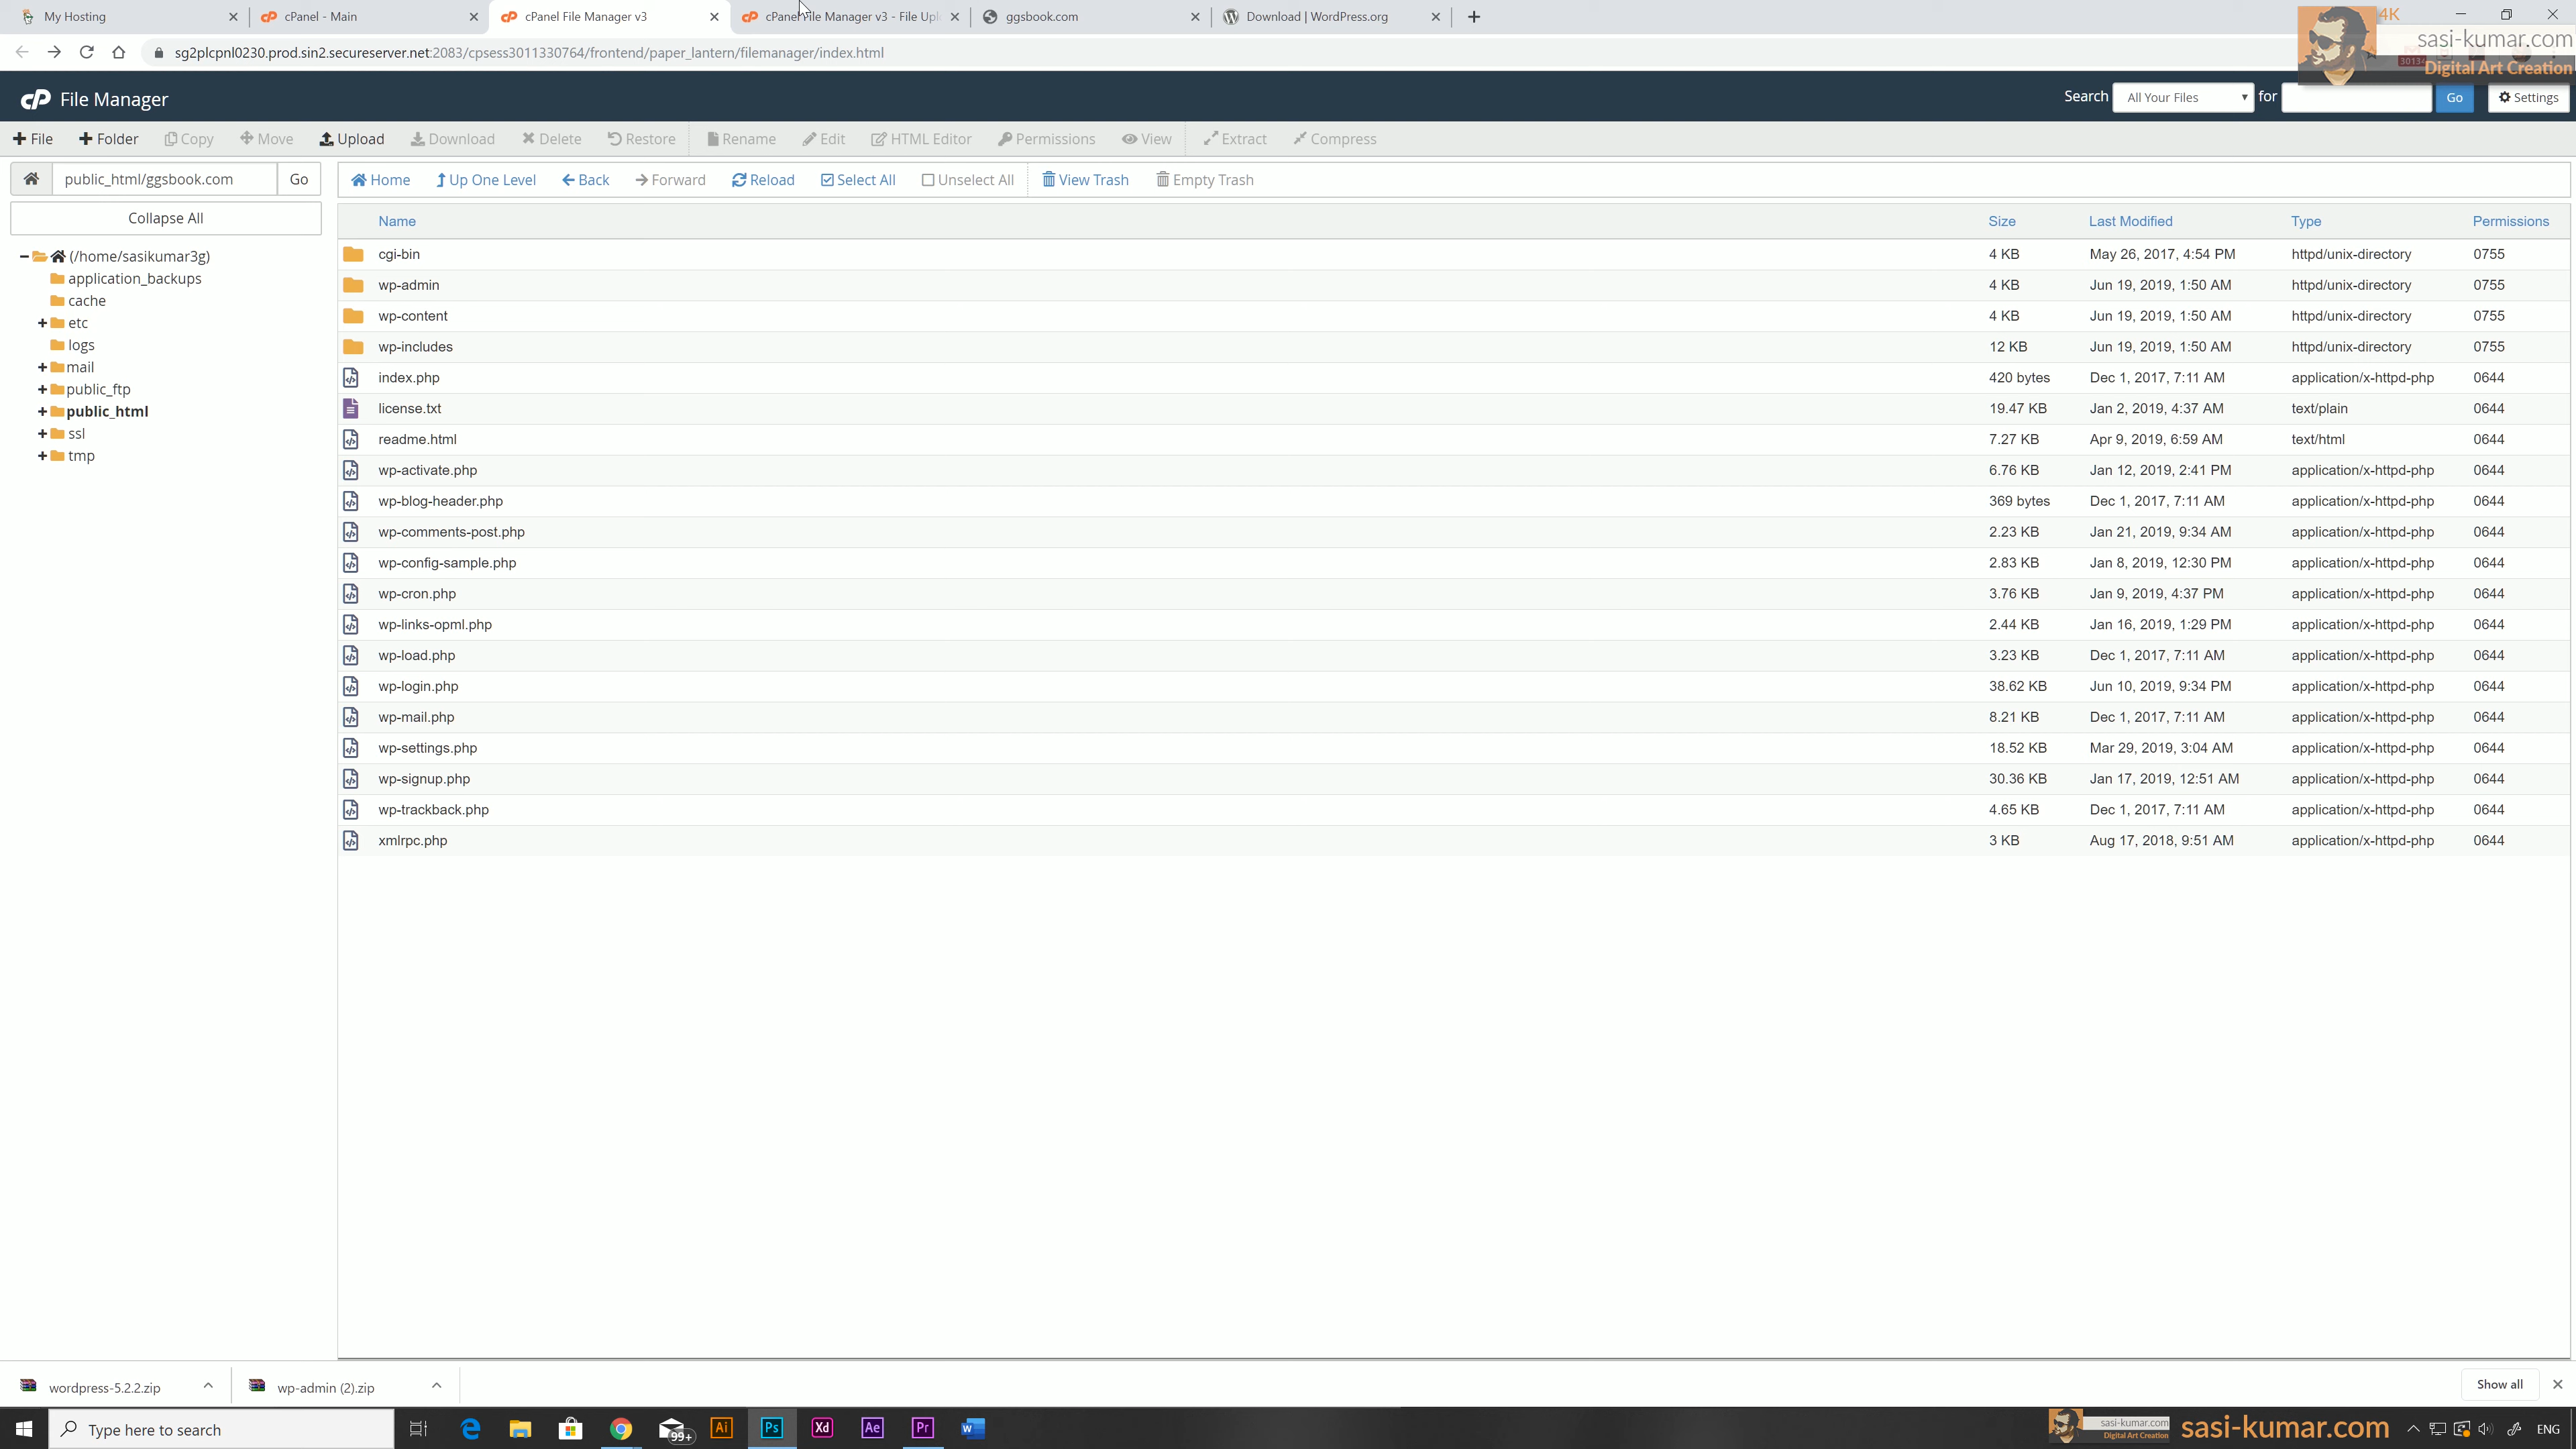 My Hosting
cPanel - Main
cPanel File Manager v3
cPanel File Manager v3 - File Upl
ggsbook.com
Download | WordPress.org
4K
sg2plcpnl0230.prod.sin2.secureserver.net:2083/cpsess3011330764/frontend/paper_lantern/filemanager/index.html
sasi-kumar.com
Digital Art Creation
cP File Manager
Search All Your Files for Go Settings
File Folder Copy Move Upload Download Delete Restore Rename Edit HTML Editor Permissions View Extract Compress
public_html/ggsbook.com Go
Home Up One Level Back Forward Reload Select All Unselect All View Trash Empty Trash
Collapse All
(/home/sasikumar3g)
application_backups
cache
etc
logs
mail
public_ftp
public_html
ssl
tmp
Name Size Last Modified Type Permissions
cgi-bin 4 KB May 26, 2017, 4:54 PM httpd/unix-directory 0755
wp-admin 4 KB Jun 19, 2019, 1:50 AM httpd/unix-directory 0755
wp-content 4 KB Jun 19, 2019, 1:50 AM httpd/unix-directory 0755
wp-includes 12 KB Jun 19, 2019, 1:50 AM httpd/unix-directory 0755
index.php 420 bytes Dec 1, 2017, 7:11 AM application/x-httpd-php 0644
license.txt 19.47 KB Jan 2, 2019, 4:37 AM text/plain 0644
readme.html 7.27 KB Apr 9, 2019, 6:59 AM text/html 0644
wp-activate.php 6.76 KB Jan 12, 2019, 2:41 PM application/x-httpd-php 0644
wp-blog-header.php 369 bytes Dec 1, 2017, 7:11 AM application/x-httpd-php 0644
wp-comments-post.php 2.23 KB Jan 21, 2019, 9:34 AM application/x-httpd-php 0644
wp-config-sample.php 2.83 KB Jan 8, 2019, 12:30 PM application/x-httpd-php 0644
wp-cron.php 3.76 KB Jan 9, 2019, 4:37 PM application/x-httpd-php 0644
wp-links-opml.php 2.44 KB Jan 16, 2019, 1:29 PM application/x-httpd-php 0644
wp-load.php 3.23 KB Dec 1, 2017, 7:11 AM application/x-httpd-php 0644
wp-login.php 38.62 KB Jun 10, 2019, 9:34 PM application/x-httpd-php 0644
wp-mail.php 8.21 KB Dec 1, 2017, 7:11 AM application/x-httpd-php 0644
wp-settings.php 18.52 KB Mar 29, 2019, 3:04 AM application/x-httpd-php 0644
wp-signup.php 30.36 KB Jan 17, 2019, 12:51 AM application/x-httpd-php 0644
wp-trackback.php 4.65 KB Dec 1, 2017, 7:11 AM application/x-httpd-php 0644
xmlrpc.php 3 KB Aug 17, 2018, 9:51 AM application/x-httpd-php 0644
wordpress-5.2.2.zip
wp-admin (2).zip
Show all
Type here to search
99+
Ai
Ps
Xd
Ae
Pr
sasi-kumar.com
Digital Art Creation
sasi-kumar.com
ENG